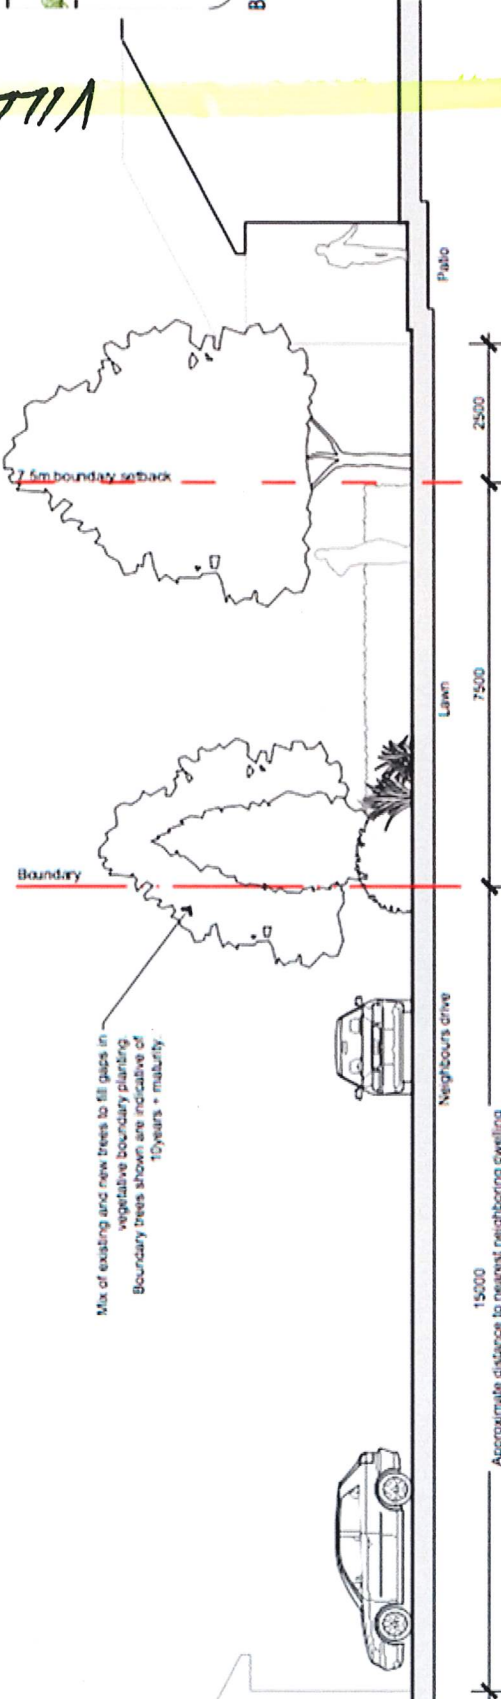 7.5m boundary setback
Boundary
Mix of existing and new trees to fill gaps in
vegetative boundary planting.
Boundary trees shown are indicative of
10years + maturity.
Neighbours drive
Lawn
Patio
15000
7500
2500
Approximate distance to nearest neighboring dwelling
B